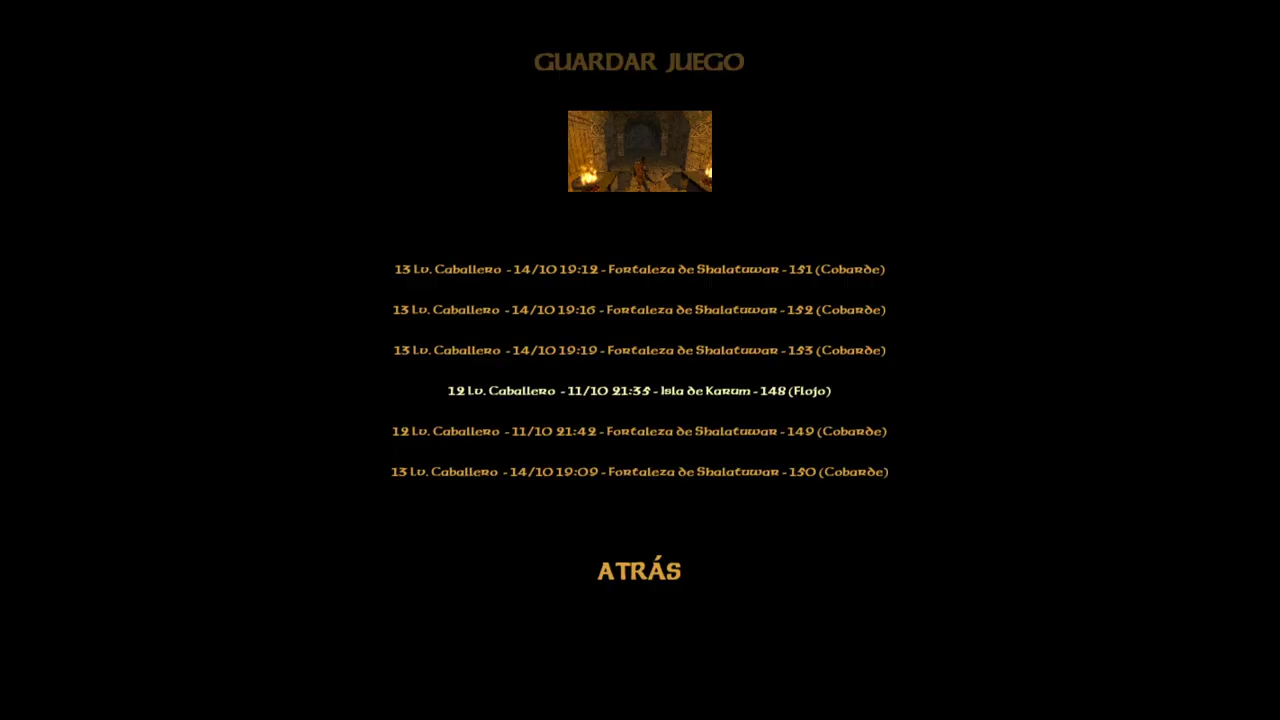 GUARDAR JUEGO
13 Lv. Caballero - 14/10 19:12 - Fortaleza de Shalatuwar - 151 (Cobarde)
13 Lv. Caballero - 14/10 19:16 - Fortaleza de Shalatuwar - 152 (Cobarde)
13 Lv. Caballero - 14/10 19:19 - Fortaleza de Shalatuwar - 153 (Cobarde)
12 Lv. Caballero - 11/10 21:35 - Isla de Karum - 148 (Flojo)
12 Lv. Caballero - 11/10 21:42 - Fortaleza de Shalatuwar - 149 (Cobarde)
13 Lv. Caballero - 14/10 19:09 - Fortaleza de Shalatuwar - 150 (Cobarde)
ATRÁS